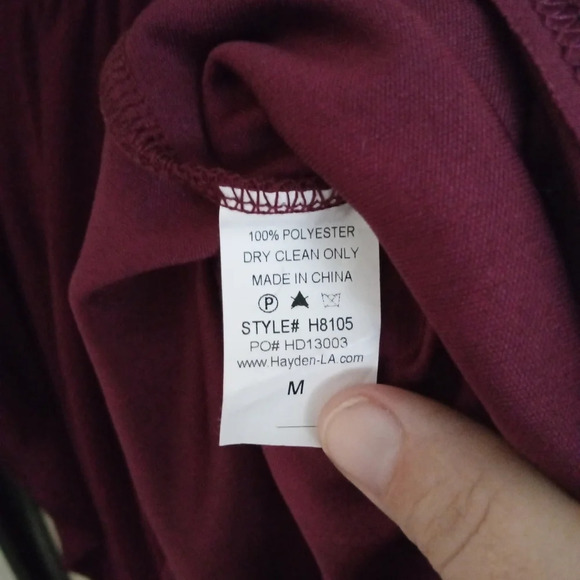 100% POLYESTER
DRY CLEAN ONLY
MADE IN CHINA
P
STYLE# H8105
PO# HD13003
www.Hayden-LA.com
M